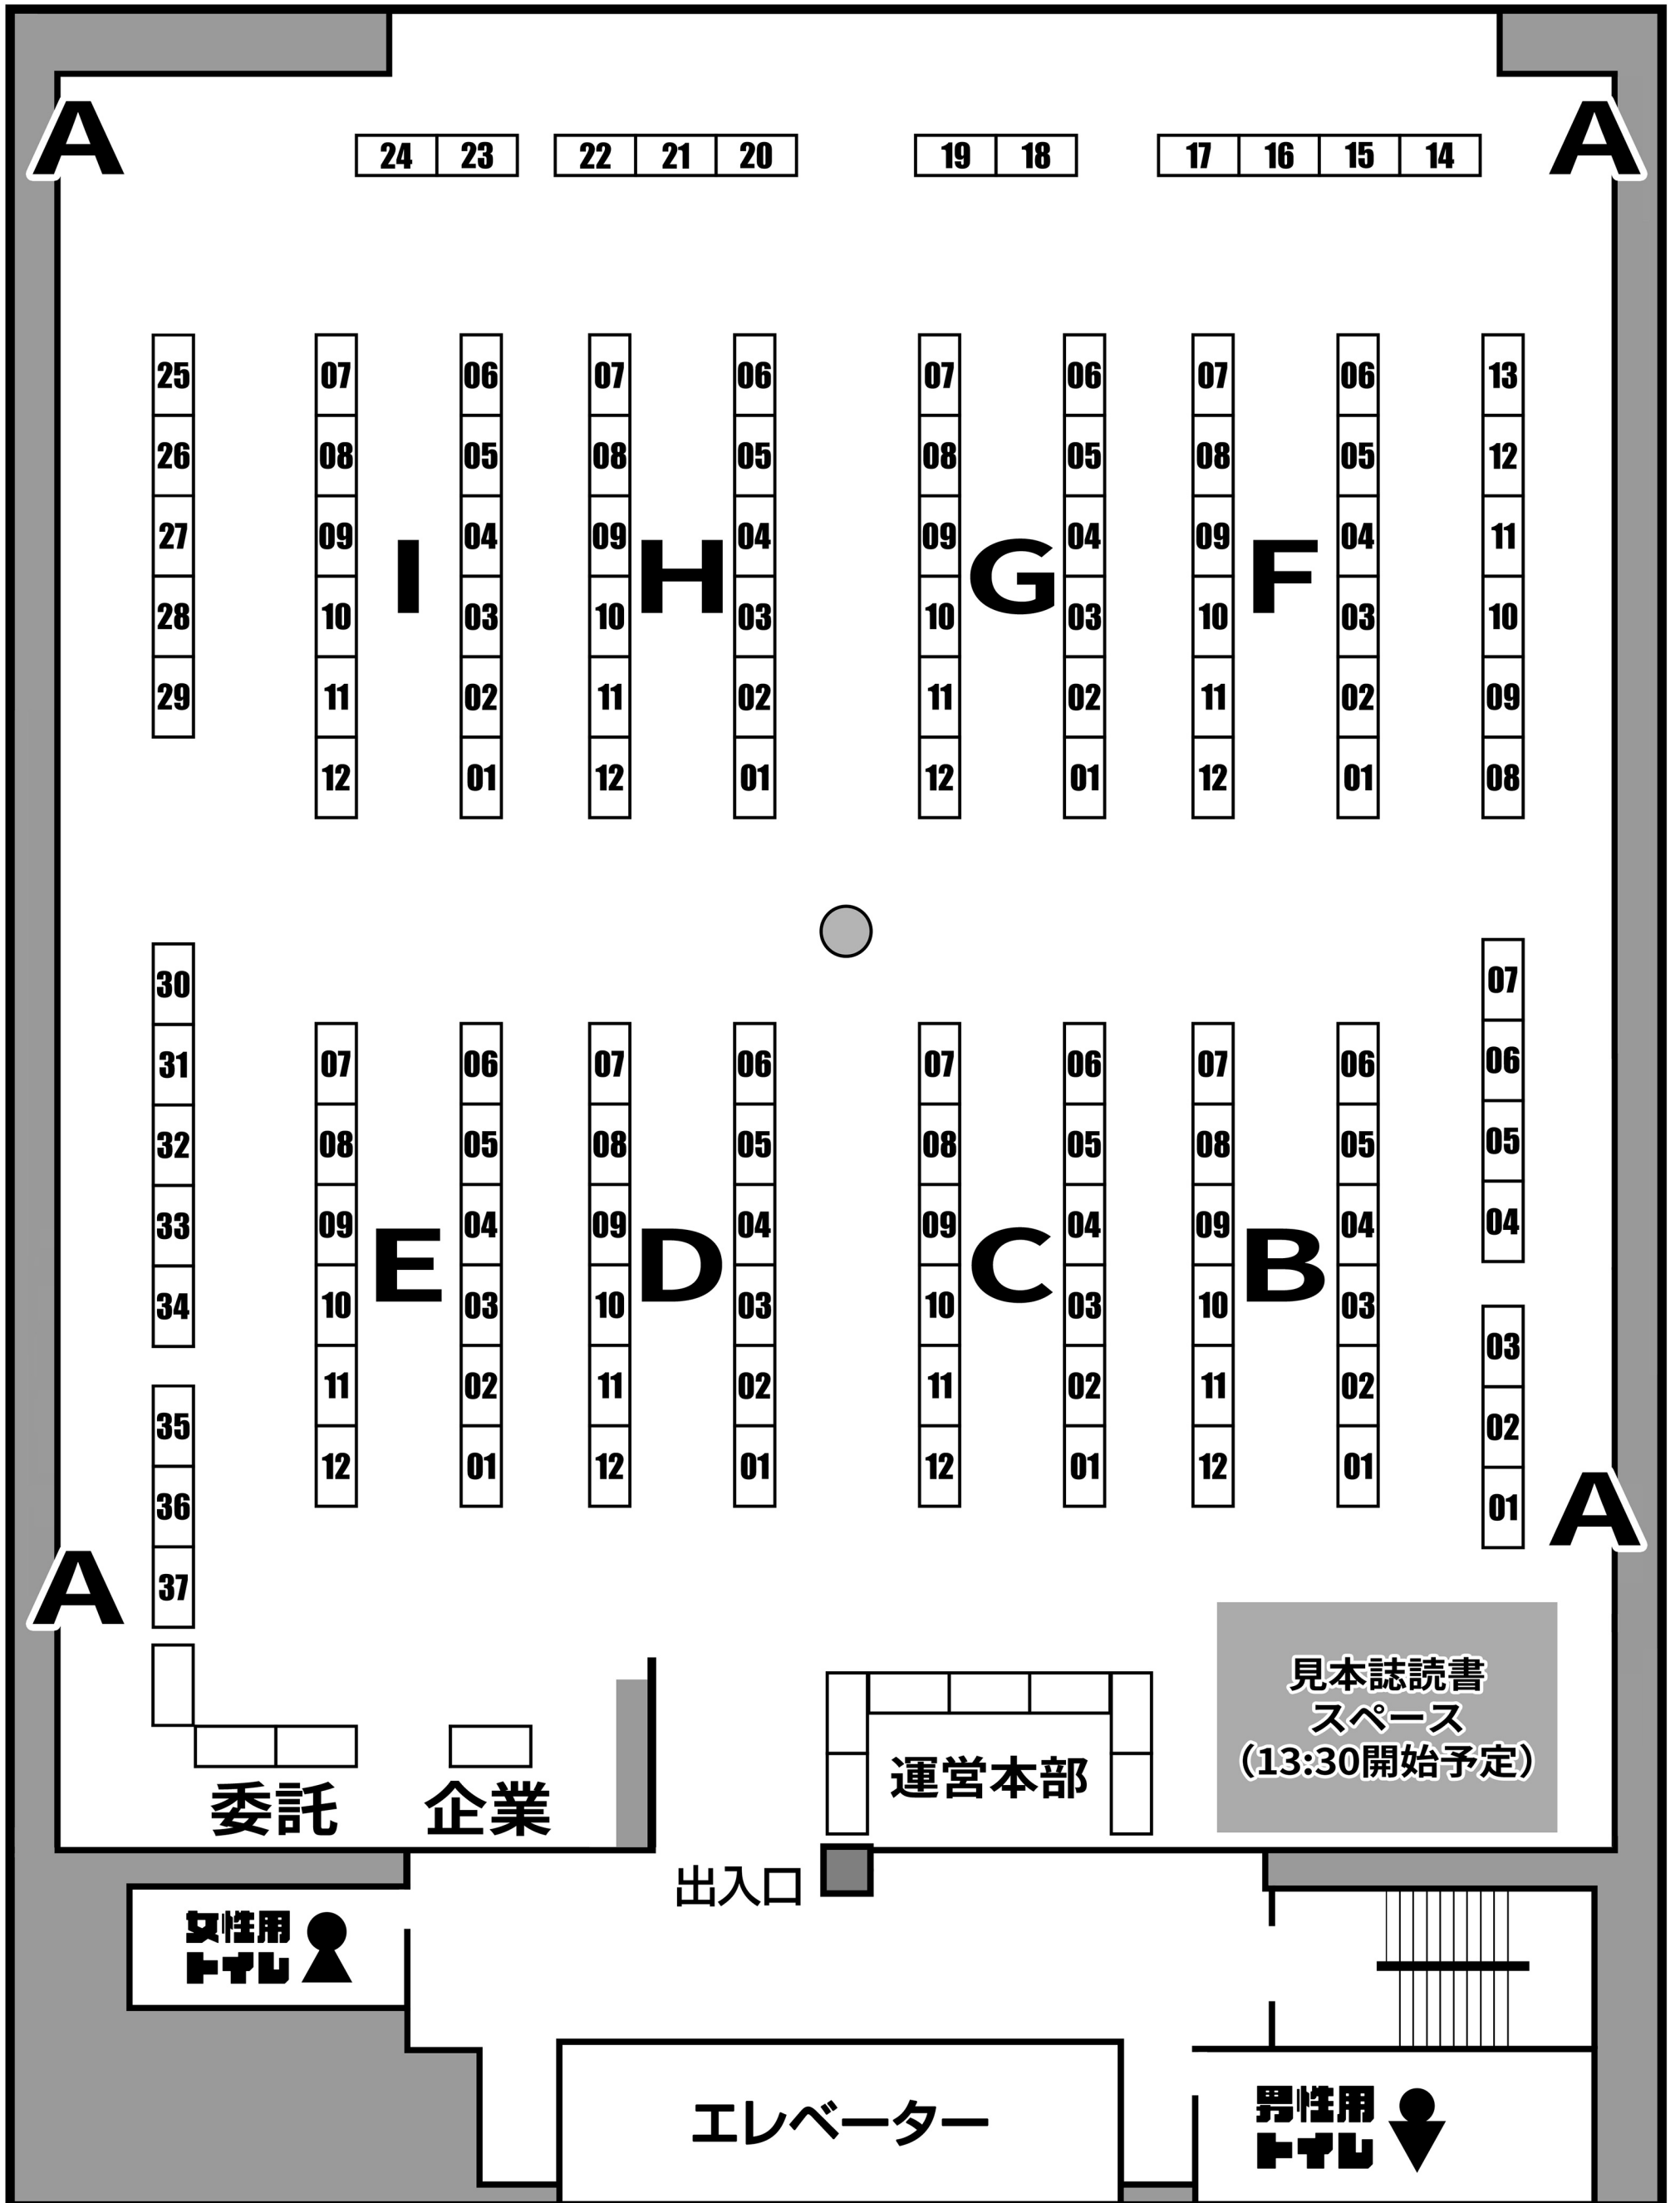 A
A
24 23 22 21 20 19 18 17 16 15 14
25 07 06 07 06 07 06 07 06 13
26 08 05 08 05 08 05 08 05 12
27 09 04 09 04 09 04 09 04 11
I H G F
28 10 03 10 03 10 03 10 03 10
29 11 02 11 02 11 02 11 02 09
12 01 12 01 12 01 12 01 08
30 07
31 07 06 07 06 07 06 07 06 06
32 08 05 08 05 08 05 08 05 05
33 09 04 09 04 09 04 09 04 04
E D C B
34 10 03 10 03 10 03 10 03 03
35 11 02 11 02 11 02 11 02 02
36 12 01 12 01 12 01 12 01 01
A
37
A
見本誌読書
スペース
(13:30開始予定)
委託
企業
運営本部
出入口
女性用
トイレ
エレベーター
男性用
トイレ